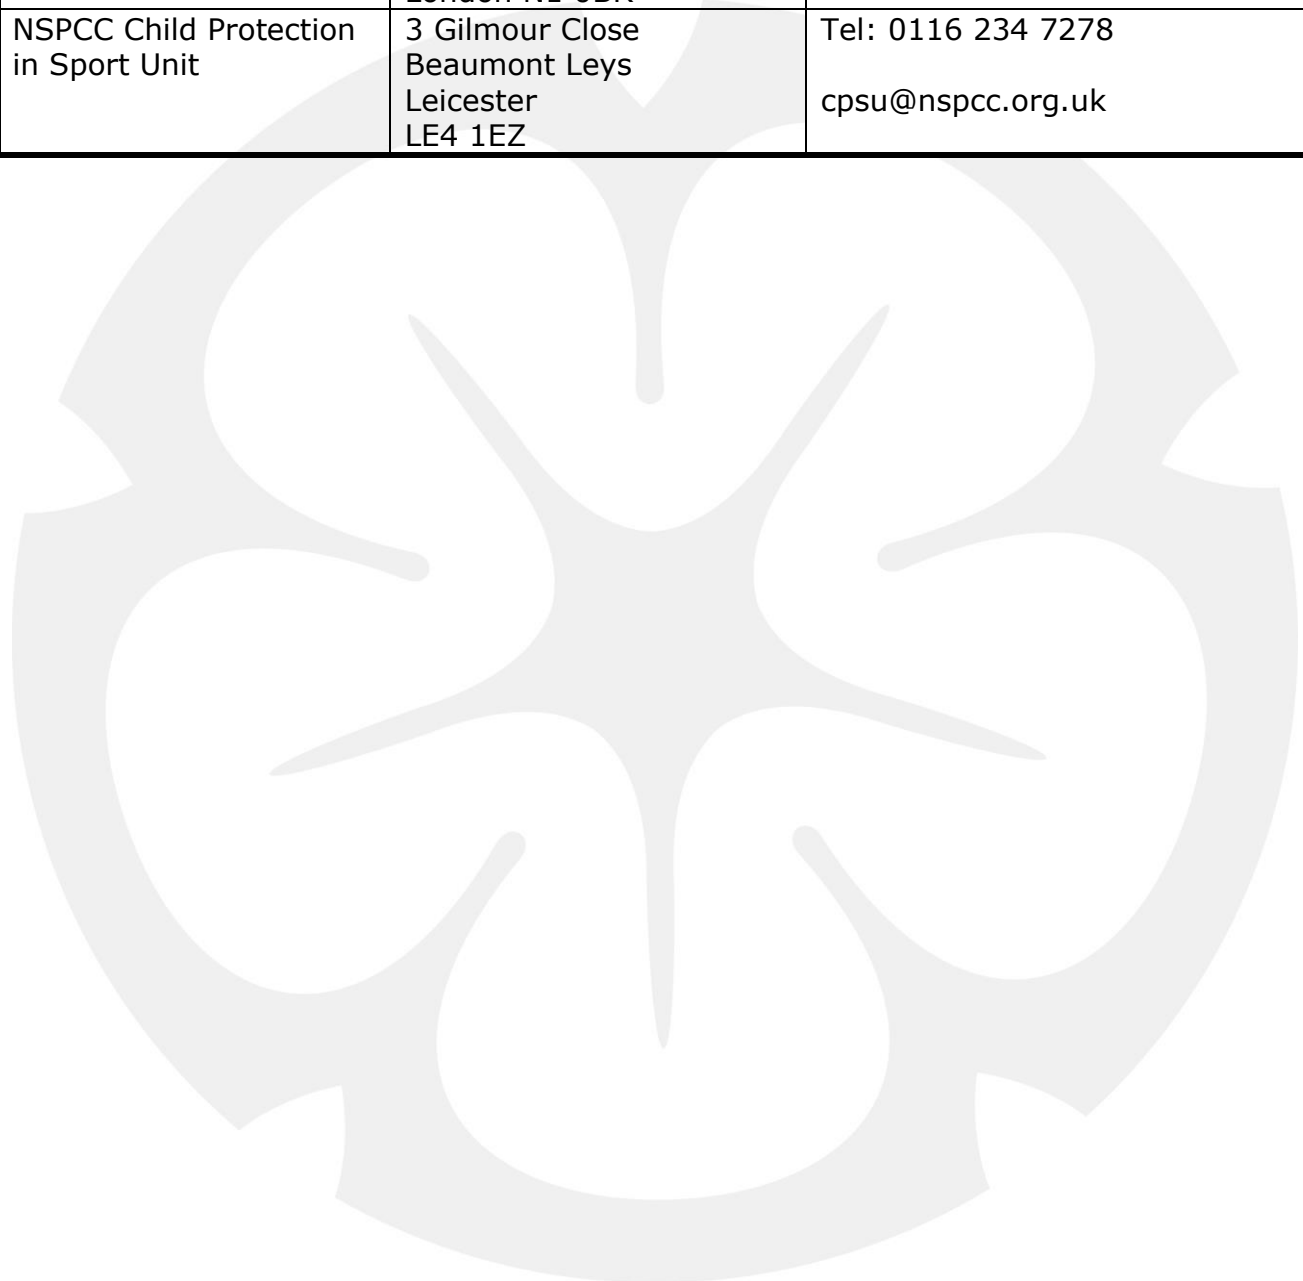 NSPCC Child Protection
in Sport Unit
3 Gilmour Close
Beaumont Leys
Leicester
LE4 1EZ
Tel: 0116 234 7278
cpsu@nspcc.org.uk